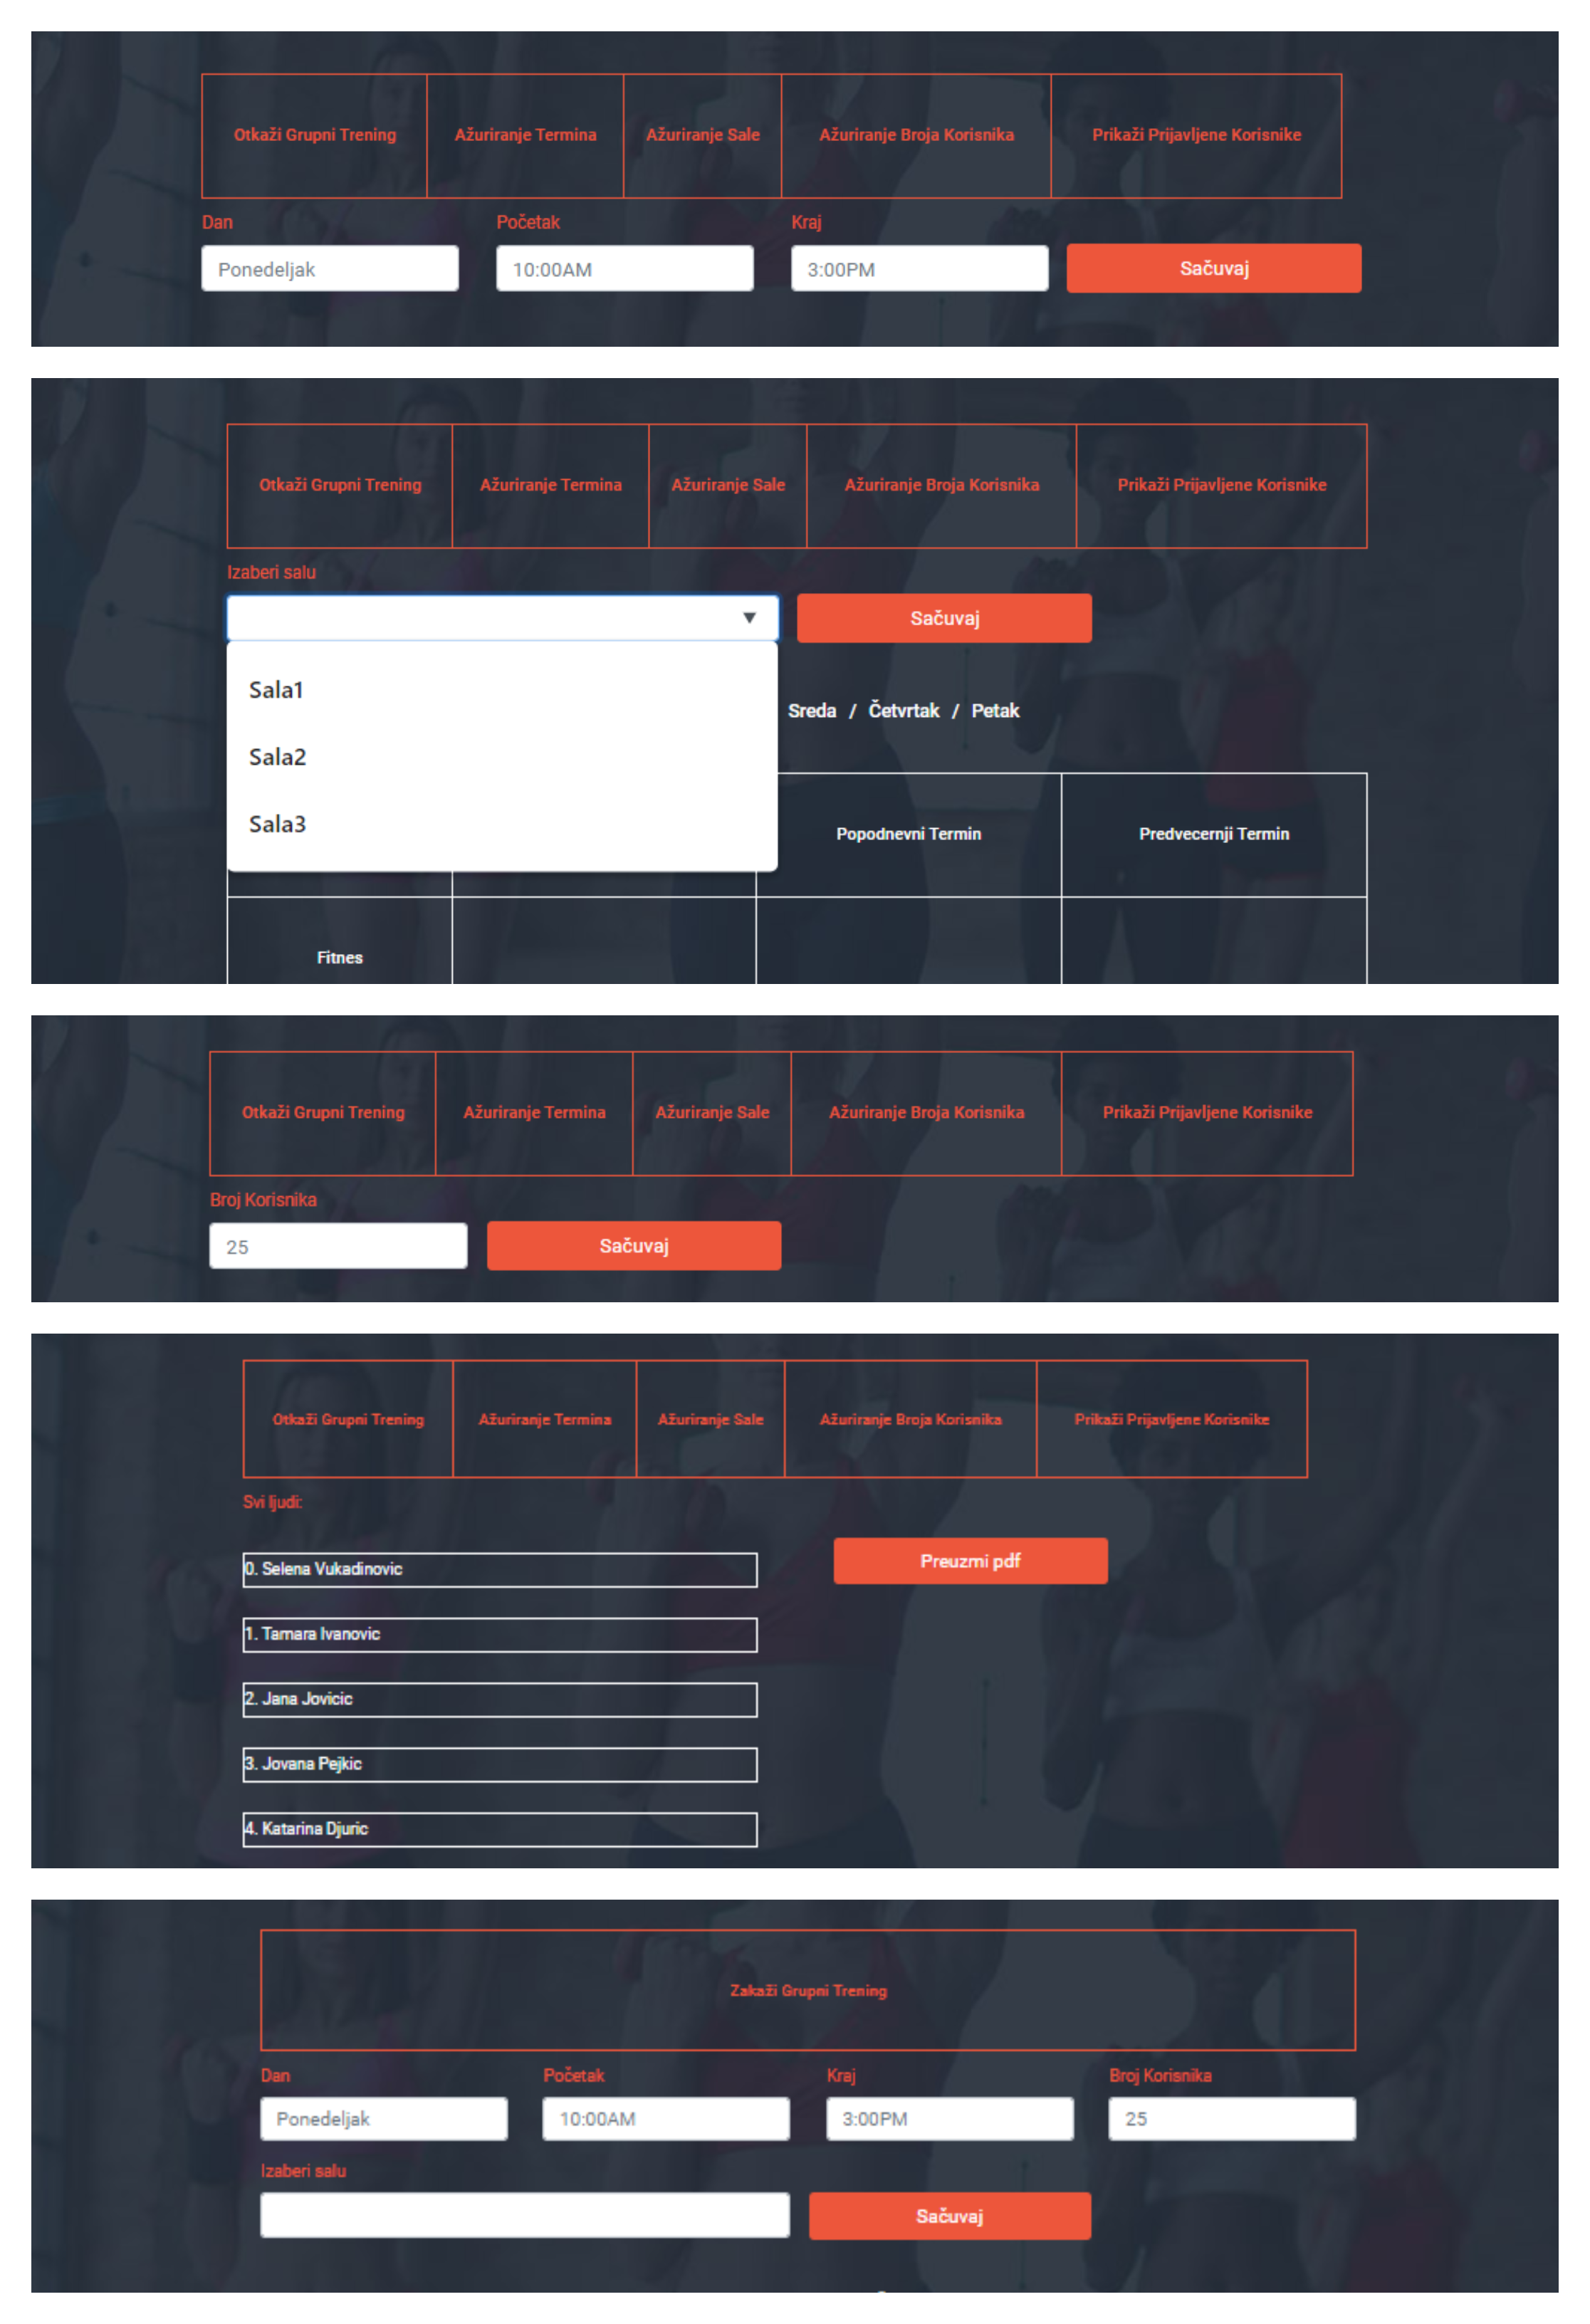 Otkaži Grupni Trening Ažuriranje Termina Ažuriranje Sale Ažuriranje Broja Korisnika Prikaži Prijavljene Korisnike
Dan Početak Kraj
Ponedeljak 10:00AM 3:00PM Sačuvaj
Otkaži Grupni Trening Ažuriranje Termina Ažuriranje Sale Ažuriranje Broja Korisnika Prikaži Prijavljene Korisnike
Izaberi salu
Sačuvaj
Sala1
Sreda / Četvrtak / Petak
Sala2
Sala3
Popodnevni Termin Predvecernji Termin
Fitnes
Otkaži Grupni Trening Ažuriranje Termina Ažuriranje Sale Ažuriranje Broja Korisnika Prikaži Prijavljene Korisnike
Broj Korisnika
25 Sačuvaj
Otkaži Grupni Trening Ažuriranje Termina Ažuriranje Sale Ažuriranje Broja Korisnika Prikaži Prijavljene Korisnike
Svi ljudi:
0. Selena Vukadinovic Preuzmi pdf
1. Tamara Ivanovic
2. Jana Jovicic
3. Jovana Pejkic
4. Katarina Djuric
Zakaži Grupni Trening
Dan Početak Kraj Broj Korisnika
Ponedeljak 10:00AM 3:00PM 25
Izaberi salu
Sačuvaj